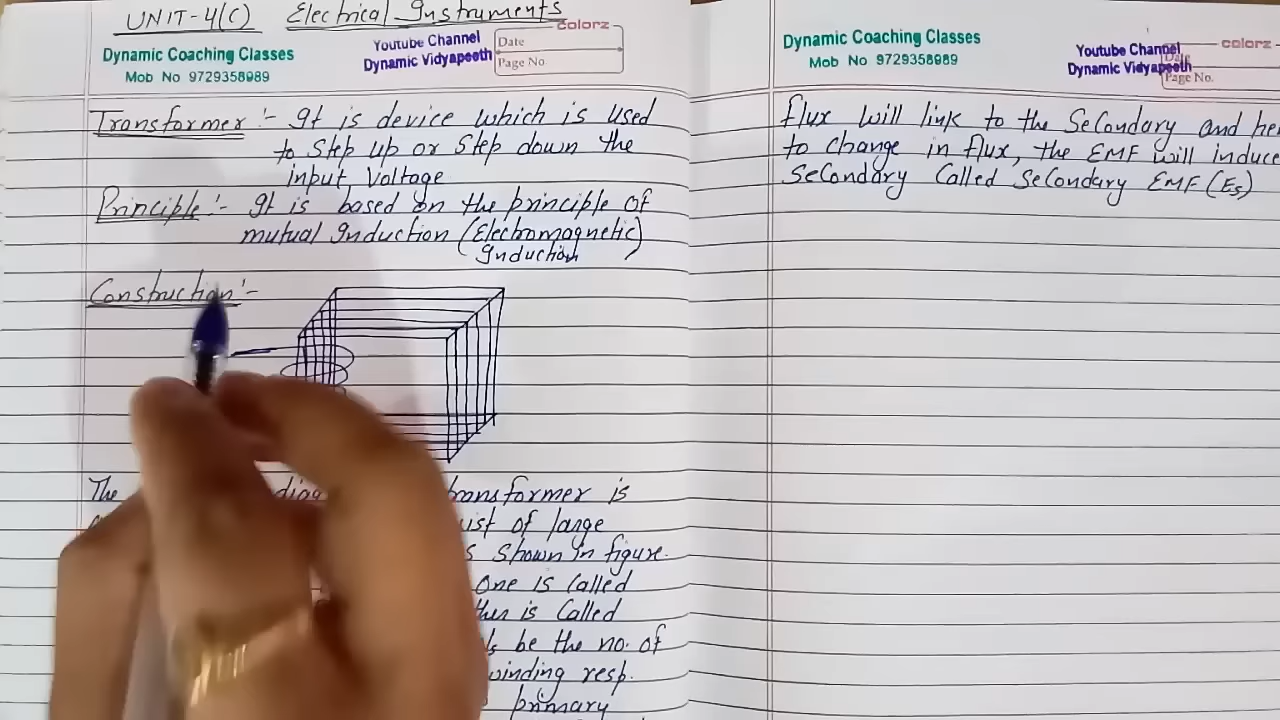 UNIT-4(C) Electrical Instruments
Dynamic Coaching Classes
Mob No 9729358989
Youtube Channel
Dynamic Vidyapeeth
colorz
Date
Page No.
Transformer :- It is device which is used
to Step up or Step down the
input Voltage
Principle :- It is based on the principle of
mutual Induction (Electromagnetic)
Induction
Construction :-
The transformer is
of large
shown in figure.
One is Called
is Called
be the no. of
winding resp.
primary
Dynamic Coaching Classes
Mob No 9729358989
Youtube Channel
Dynamic Vidyapeeth
colorz
Date
Page No.
flux will link to the Secondary and
to change in flux, the EMF will induce
Secondary Called Secondary EMF (Es)